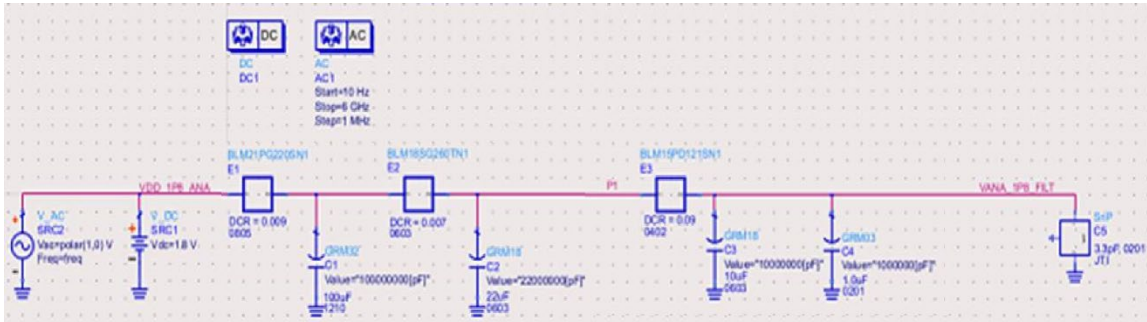 DC
AC
DC
DC1
AC
AC1
Start=10 Hz
Stop=6 GHz
Step=1 MHz
BLM21PG220SN1
E1
BLM18SG260TN1
E2
BLM15PD121SN1
E3
VDD_1P8_ANA
P1
VANA_1P8_FILT
V_AC
SRC2
Vac=polar(1,0) V
Freq=freq
V_DC
SRC1
Vdc=1.8 V
DCR = 0.009
0805
DCR = 0.007
0603
DCR = 0.09
0402
GRM32
C1
Value="100000000[pF]"
100uF
1210
GRM18
C2
Value="22000000[pF]"
22uF
0603
GRM18
C3
Value="10000000[pF]"
10uF
0603
GRM03
C4
Value="1000000[pF]"
1.0uF
0201
SnP
C5
3.3pF, 0201
JTI
1